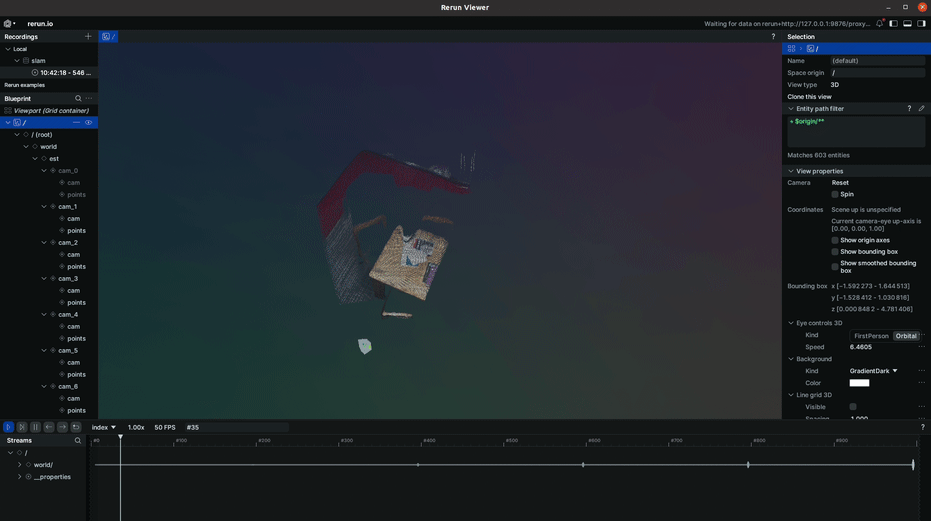 Rerun Viewer
rerun.io
Waiting for data on rerun+http://127.0.0.1:9876/proxy...
Recordings
Local
slam
10:42:18 - 546 ...
Rerun examples
Blueprint
Viewport (Grid container)
/
/ (root)
world
est
cam_0
cam
points
cam_1
cam
points
cam_2
cam
points
cam_3
cam
points
cam_4
cam
points
cam_5
cam
points
cam_6
cam
points
/
?
Selection
/
Name
(default)
Space origin
/
View type
3D
Clone this view
Entity path filter
?
+ $origin/**
Matches 603 entities
View properties
Camera
Reset
Spin
Coordinates
Scene up is unspecified
Current camera-eye up-axis is
[0.00, 0.00, 1.00]
Show origin axes
Show bounding box
Show smoothed bounding
box
Bounding box
x [−1.592 273 - 1.644 513]
y [−1.528 412 - 1.030 816]
z [0.000 848 2 - 4.781 406]
Eye controls 3D
Kind
FirstPerson
Orbital
Speed
6.4605
Background
Kind
GradientDark
Color
Line grid 3D
Visible
Spacing
1.000
index
1.00x
50 FPS
#35
?
Streams
/
world/
__properties
#0
#100
#200
#300
#400
#500
#600
#700
#800
#900